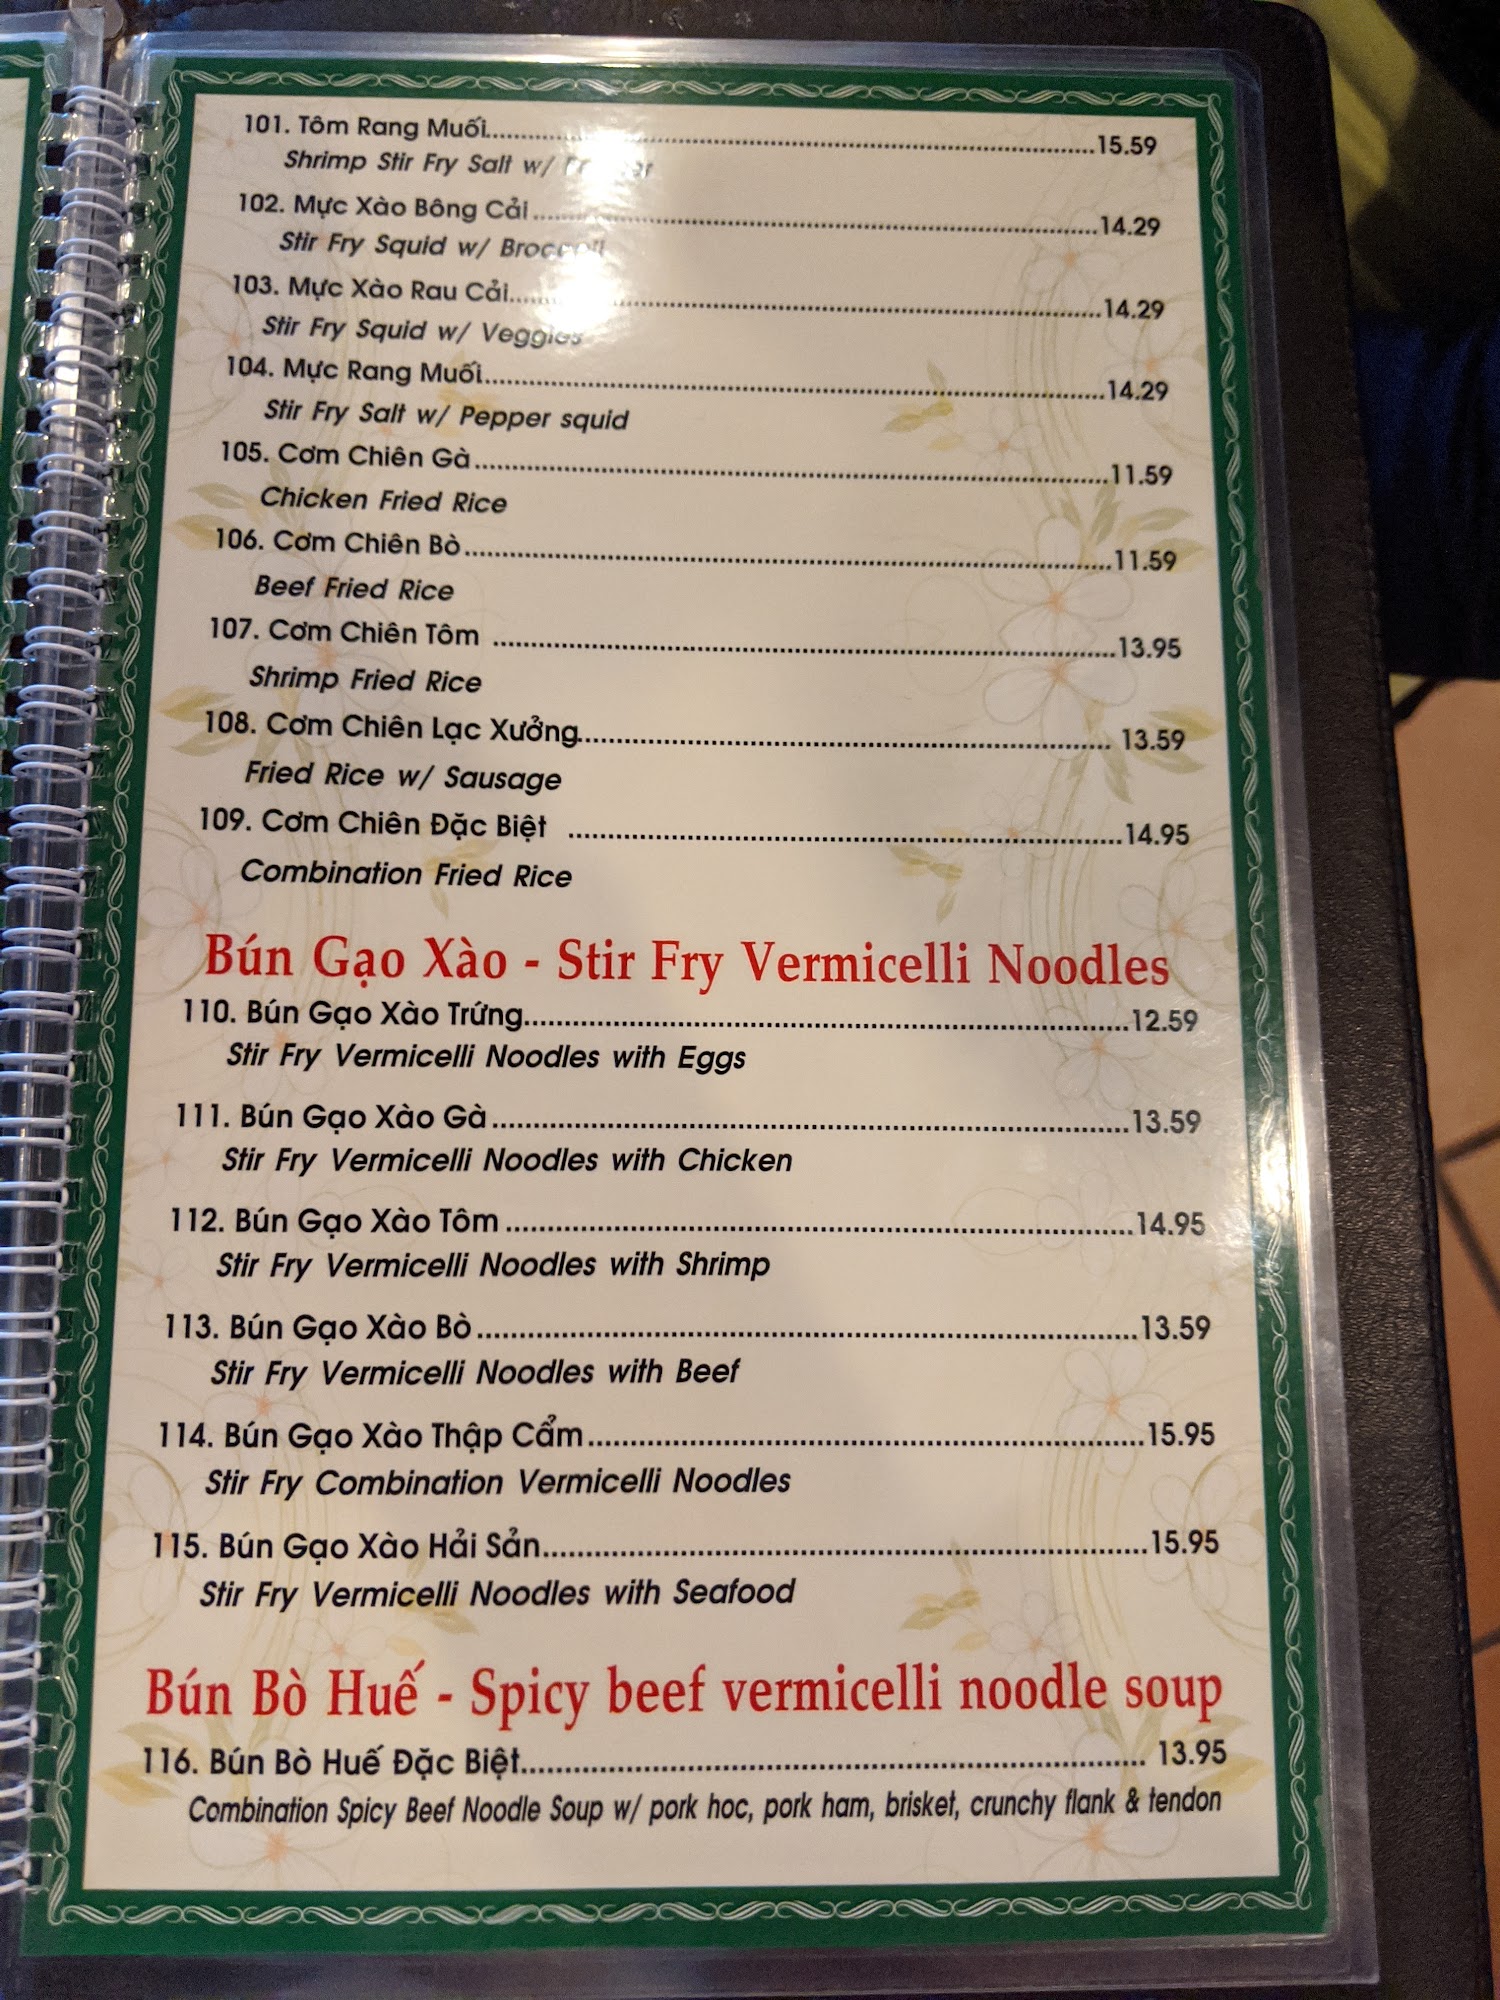 101. Tôm Rang Muối..........15.59
Shrimp Stir Fry Salt w/
102. Mực Xào Bông Cải..........14.29
Stir Fry Squid w/ Broccoli
103. Mực Xào Rau Cải..........14.29
Stir Fry Squid w/ Veggies
104. Mực Rang Muối..........14.29
Stir Fry Salt w/ Pepper squid
105. Cơm Chiên Gà..........11.59
Chicken Fried Rice
106. Cơm Chiên Bò..........11.59
Beef Fried Rice
107. Cơm Chiên Tôm ..........13.95
Shrimp Fried Rice
108. Cơm Chiên Lạc Xưởng.......... 13.59
Fried Rice w/ Sausage
109. Cơm Chiên Đặc Biệt ..........14.95
Combination Fried Rice
Bún Gạo Xào - Stir Fry Vermicelli Noodles
110. Bún Gạo Xào Trứng..........12.59
Stir Fry Vermicelli Noodles with Eggs
111. Bún Gạo Xào Gà..........13.59
Stir Fry Vermicelli Noodles with Chicken
112. Bún Gạo Xào Tôm..........14.95
Stir Fry Vermicelli Noodles with Shrimp
113. Bún Gạo Xào Bò..........13.59
Stir Fry Vermicelli Noodles with Beef
114. Bún Gạo Xào Thập Cẩm..........15.95
Stir Fry Combination Vermicelli Noodles
115. Bún Gạo Xào Hải Sản..........15.95
Stir Fry Vermicelli Noodles with Seafood
Bún Bò Huế - Spicy beef vermicelli noodle soup
116. Bún Bò Huế Đặc Biệt.......... 13.95
Combination Spicy Beef Noodle Soup w/ pork hoc, pork ham, brisket, crunchy flank & tendon